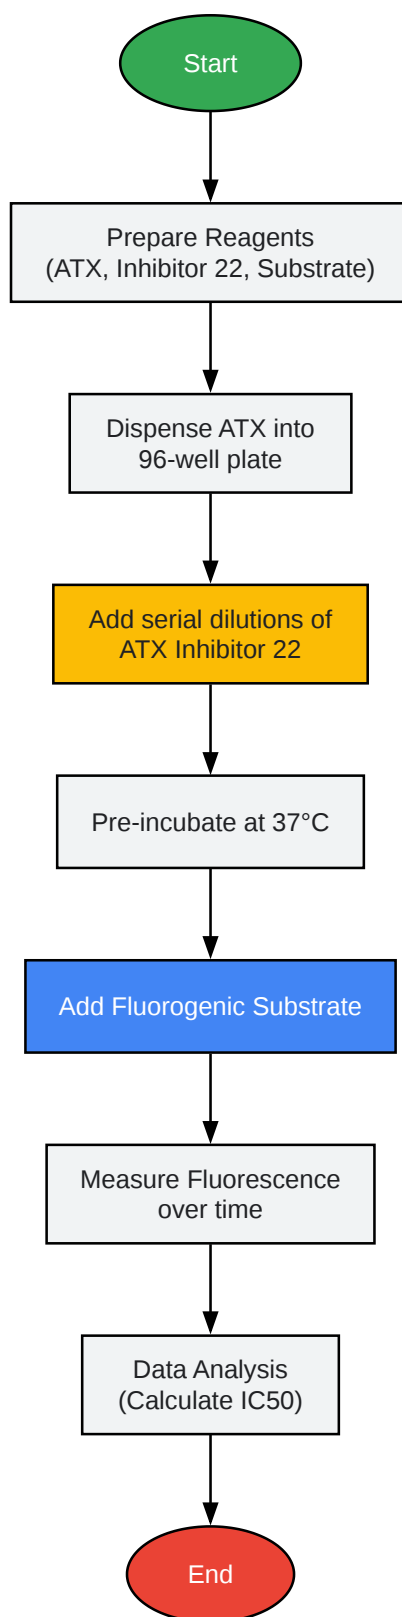 Start
Prepare Reagents
(ATX, Inhibitor 22, Substrate)
Dispense ATX into
96-well plate
Add serial dilutions of
ATX Inhibitor 22
Pre-incubate at 37°C
Add Fluorogenic Substrate
Measure Fluorescence
over time
Data Analysis
(Calculate IC50)
End